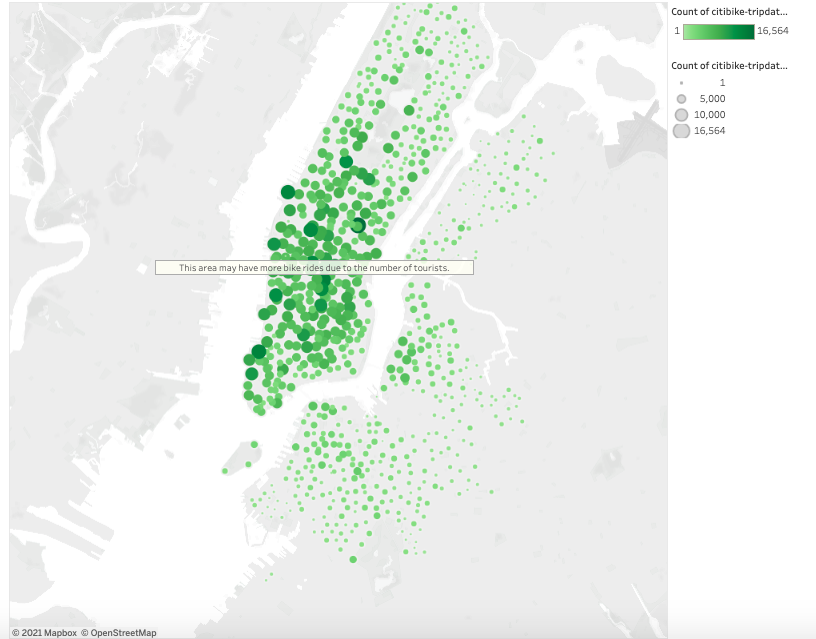 Count of citibike-tripdat...
1
16,564
Count of citibike-tripdat...
1
5,000
10,000
16,564
This area may have more bike rides due to the number of tourists.
© 2021 Mapbox © OpenStreetMap